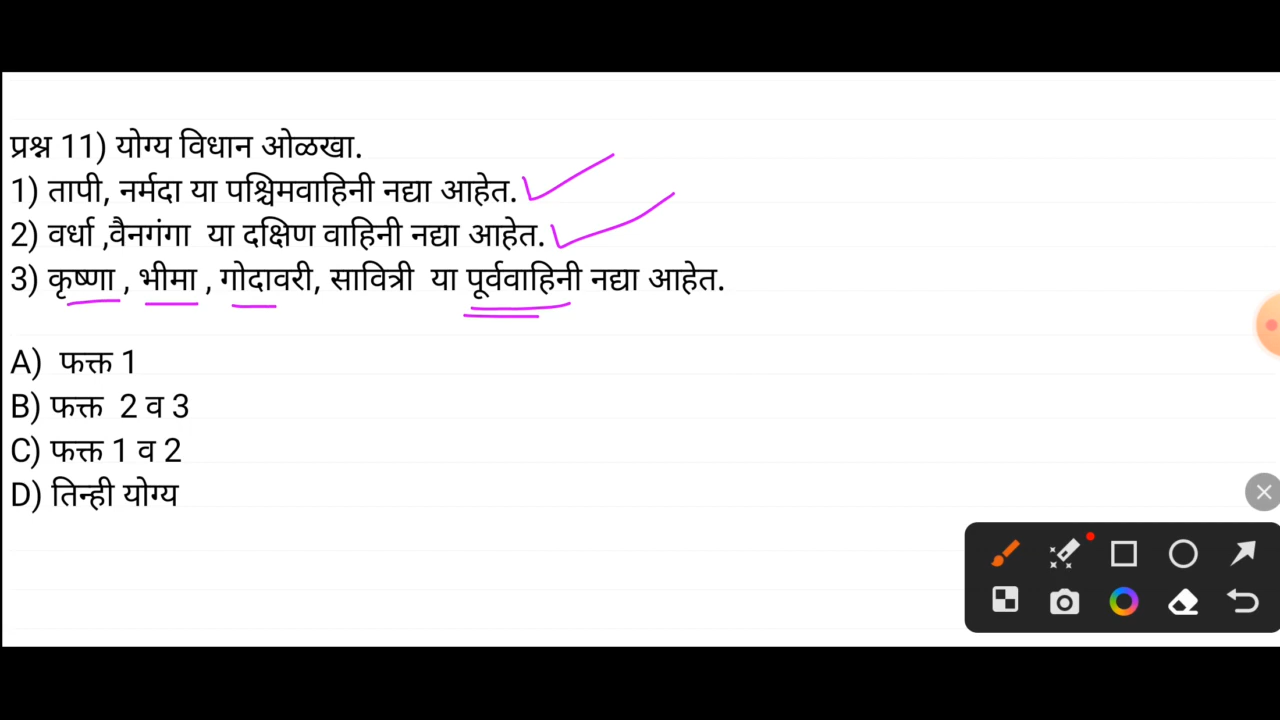 प्रश्न 11) योग्य विधान ओळखा.
1) तापी, नर्मदा या पश्चिमवाहिनी नद्या आहेत.
2) वर्धा ,वैनगंगा  या दक्षिण वाहिनी नद्या आहेत.
3) कृष्णा , भीमा , गोदावरी, सावित्री  या पूर्ववाहिनी नद्या आहेत.
A)  फक्त 1
B) फक्त  2 व 3
C) फक्त 1 व 2
D) तिन्ही योग्य